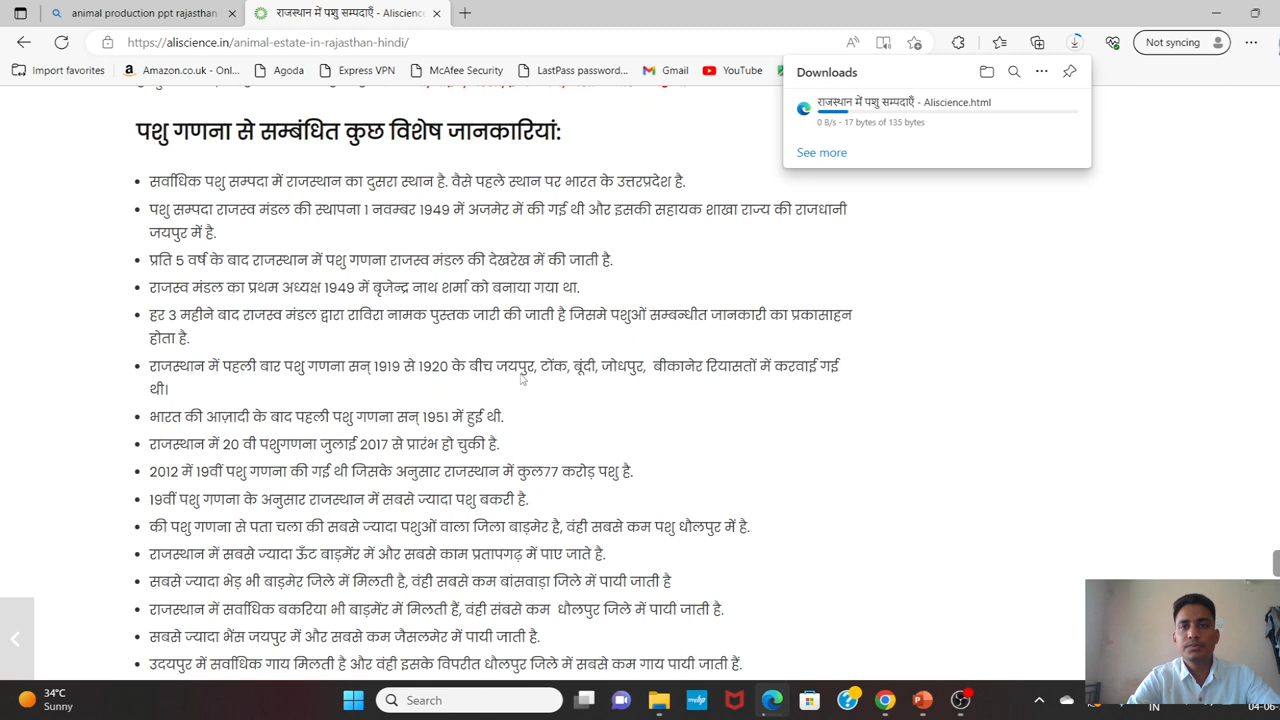 animal production ppt rajasthan
राजस्थान में पशु सम्पदाएँ - Aliscience
https://aliscience.in/animal-estate-in-rajasthan-hindi/
Not syncing
Import favorites
Amazon.co.uk - Onl...
Agoda
Express VPN
McAfee Security
LastPass password...
Gmail
YouTube
Downloads
राजस्थान में पशु सम्पदाएँ - Aliscience.html
0 B/s - 17 bytes of 135 bytes
See more
पशु गणना से सम्बंधित कुछ विशेष जानकारियां:
• सर्वाधिक पशु सम्पदा में राजस्थान का दुसरा स्थान है. वैसे पहले स्थान पर भारत के उत्तरप्रदेश है.
• पशु सम्पदा राजस्व मंडल की स्थापना 1 नवम्बर 1949 में अजमेर में की गई थी और इसकी सहायक शाखा राज्य की राजधानी
जयपुर में है.
• प्रति 5 वर्ष के बाद राजस्थान में पशु गणना राजस्व मंडल की देखरेख में की जाती है.
• राजस्व मंडल का प्रथम अध्यक्ष 1949 में बृजेन्द्र नाथ शर्मा को बनाया गया था.
• हर 3 महीने बाद राजस्व मंडल द्वारा राविरा नामक पुस्तक जारी की जाती है जिसमे पशुओं सम्बन्धीत जानकारी का प्रकासाहन
होता है.
• राजस्थान में पहली बार पशु गणना सन् 1919 से 1920 के बीच जयपुर, टोंक, बूंदी, जोधपुर, बीकानेर रियासतों में करवाई गई
थी।
• भारत की आज़ादी के बाद पहली पशु गणना सन् 1951 में हुई थी.
• राजस्थान में 20 वी पशुगणना जुलाई 2017 से प्रारंभ हो चुकी है.
• 2012 में 19वीं पशु गणना की गई थी जिसके अनुसार राजस्थान में कुल77 करोड़ पशु है.
• 19वीं पशु गणना के अनुसार राजस्थान में सबसे ज्यादा पशु बकरी है.
• की पशु गणना से पता चला की सबसे ज्यादा पशुओं वाला जिला बाड़मेर है, वंही सबसे कम पशु धौलपुर में है.
• राजस्थान में सबसे ज्यादा ऊँट बाड़मेंर में और सबसे काम प्रतापगढ़ में पाए जाते है.
• सबसे ज्यादा भेड़ भी बाड़मेर जिले में मिलती है, वंही सबसे कम बांसवाड़ा जिले में पायी जाती है
• राजस्थान में सर्वाधिक बकरिया भी बाड़मेंर में मिलती हैं, वंही संबसे कम धौलपुर जिले में पायी जाती है.
• सबसे ज्यादा भैंस जयपुर में और सबसे कम जैसलमेर में पायी जाती है.
• उदयपुर में सर्वाधिक गाय मिलती है और वंही इसके विपरीत धौलपुर जिले में सबसे कम गाय पायी जाती हैं.
34°C
Sunny
Search
IN
04-06